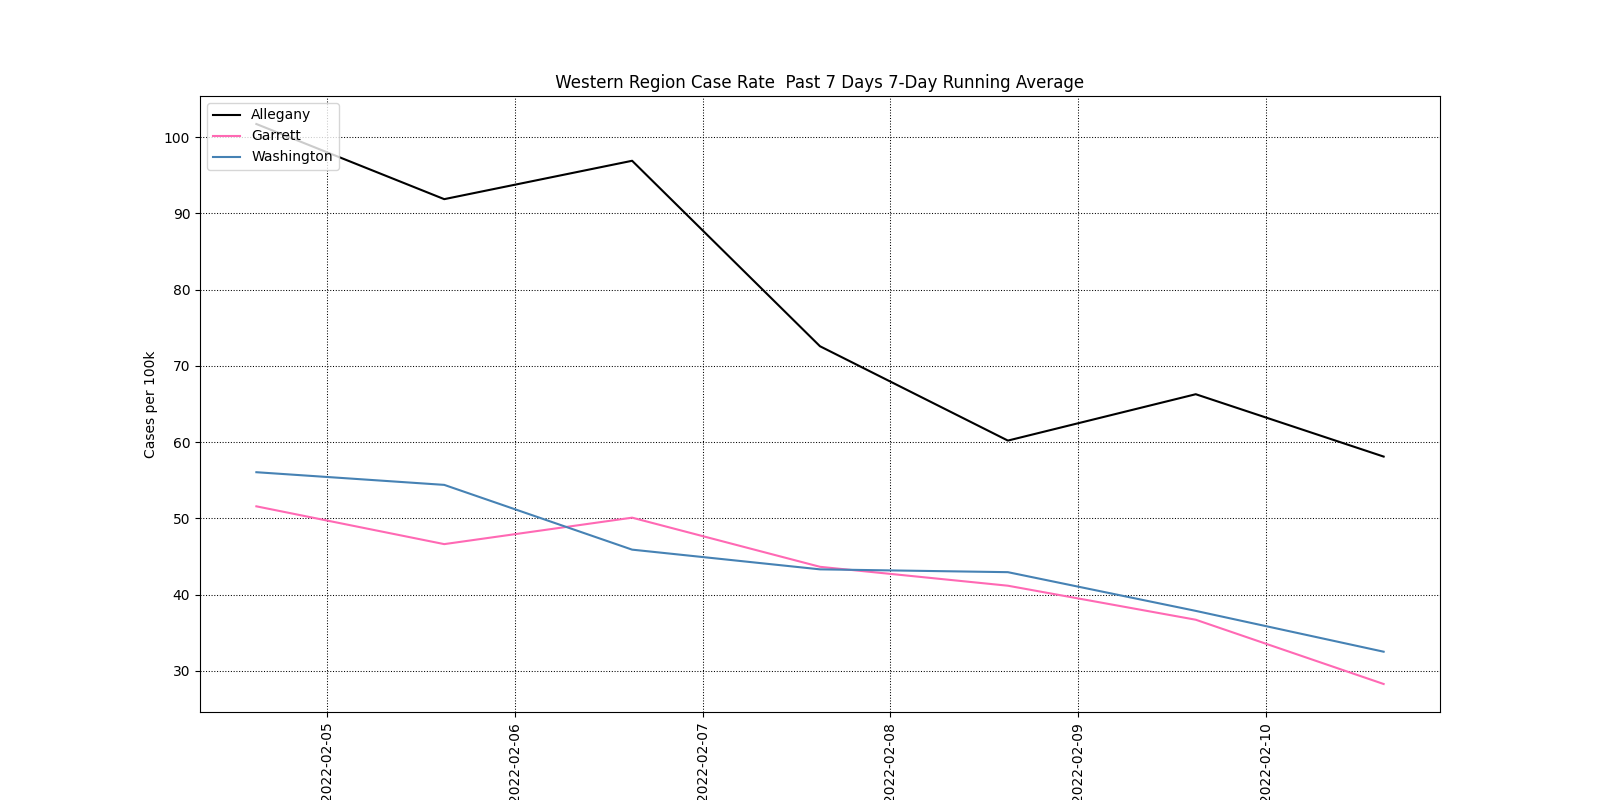 Western Region Case Rate  Past 7 Days 7-Day Running Average
Allegany
Garrett
Washington
100
90
80
70
60
50
40
30
Cases per 100k
2022-02-05
2022-02-06
2022-02-07
2022-02-08
2022-02-09
2022-02-10